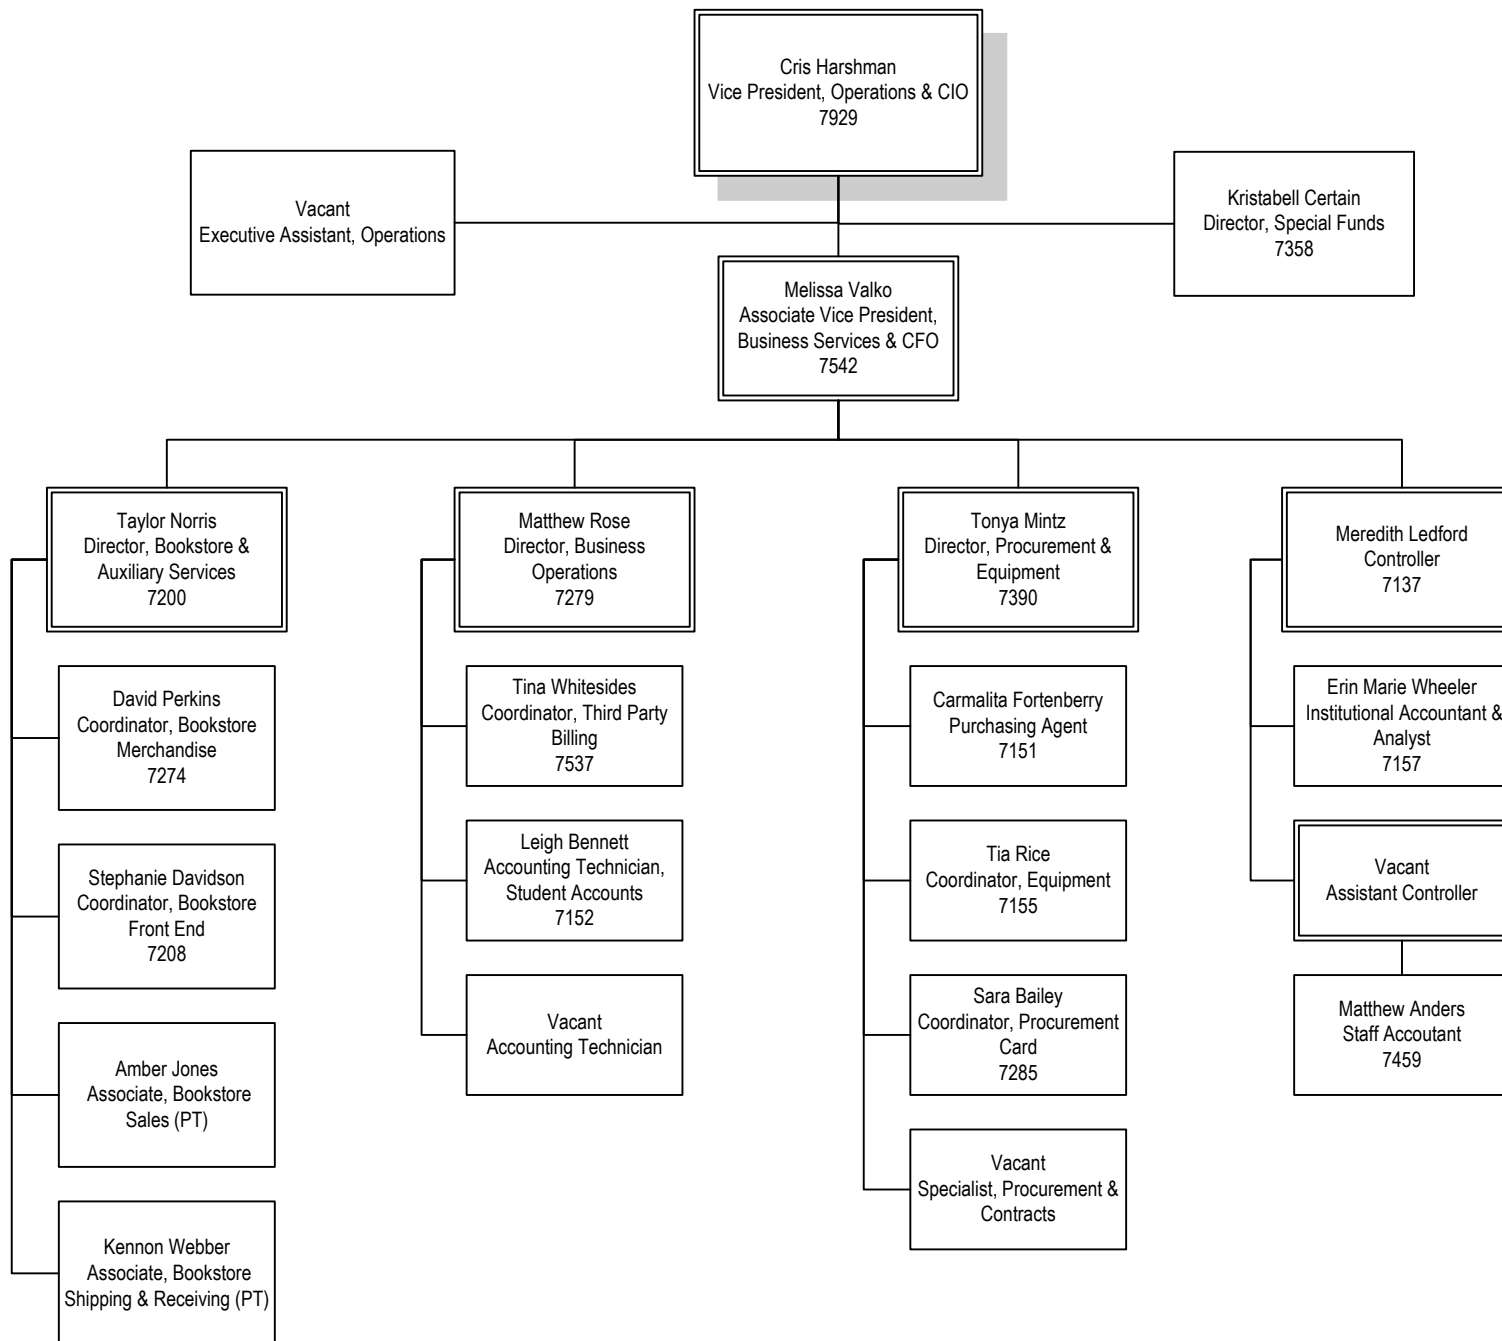 Cris Harshman
Vice President, Operations & CIO
7929
Vacant
Executive Assistant, Operations
Kristabell Certain
Director, Special Funds
7358
Melissa Valko
Associate Vice President,
Business Services & CFO
7542
Taylor Norris
Director, Bookstore &
Auxiliary Services
7200
David Perkins
Coordinator, Bookstore
Merchandise
7274
Stephanie Davidson
Coordinator, Bookstore
Front End
7208
Amber Jones
Associate, Bookstore
Sales (PT)
Kennon Webber
Associate, Bookstore
Shipping & Receiving (PT)
Matthew Rose
Director, Business
Operations
7279
Tina Whitesides
Coordinator, Third Party
Billing
7537
Leigh Bennett
Accounting Technician,
Student Accounts
7152
Vacant
Accounting Technician
Tonya Mintz
Director, Procurement &
Equipment
7390
Carmalita Fortenberry
Purchasing Agent
7151
Tia Rice
Coordinator, Equipment
7155
Sara Bailey
Coordinator, Procurement
Card
7285
Vacant
Specialist, Procurement &
Contracts
Meredith Ledford
Controller
7137
Erin Marie Wheeler
Institutional Accountant &
Analyst
7157
Vacant
Assistant Controller
Matthew Anders
Staff Accoutant
7459